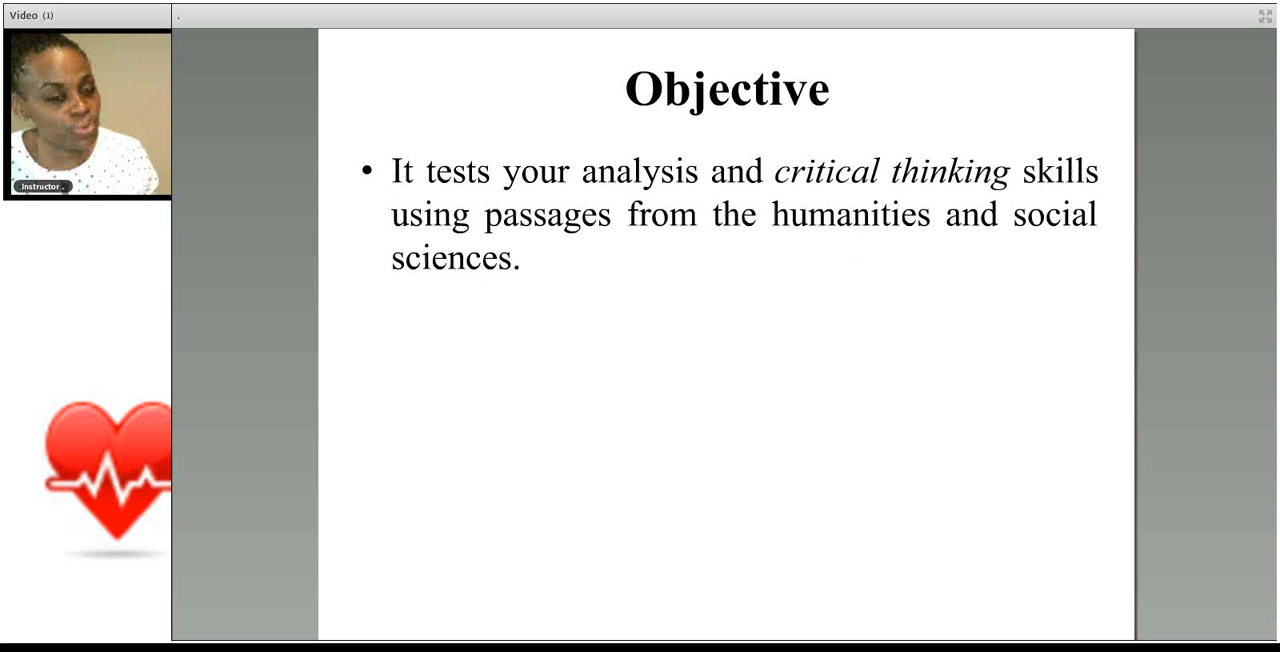 Video (1)
.
Instructor .
Objective
• It tests your analysis and critical thinking skills
using passages from the humanities and social
sciences.